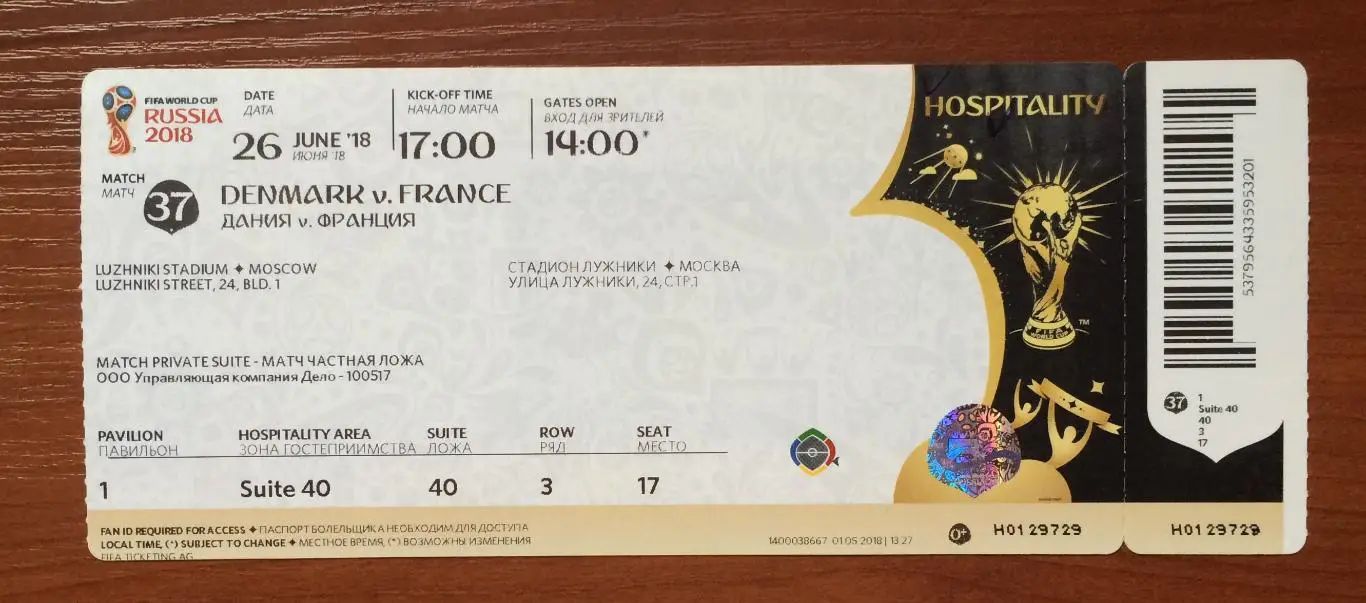 FIFA WORLD CUP
RUSSIA
2018
DATE
ДАТА
26 JUNE '18
ИЮНЯ '18
KICK-OFF TIME
НАЧАЛО МАТЧА
17:00
GATES OPEN
ВХОД ДЛЯ ЗРИТЕЛЕЙ
14:00*
MATCH
МАТЧ
37
DENMARK v. FRANCE
ДАНИЯ v. ФРАНЦИЯ
LUZHNIKI STADIUM ✦ MOSCOW
LUZHNIKI STREET, 24, BLD. 1
СТАДИОН ЛУЖНИКИ ✦ МОСКВА
УЛИЦА ЛУЖНИКИ, 24, СТР.1
MATCH PRIVATE SUITE - МАТЧ ЧАСТНАЯ ЛОЖА
ООО Управляющая компания Дело - 100517
PAVILION
ПАВИЛЬОН
1
HOSPITALITY AREA
ЗОНА ГОСТЕПРИИМСТВА
Suite 40
SUITE
ЛОЖА
40
ROW
РЯД
3
SEAT
МЕСТО
17
FAN ID REQUIRED FOR ACCESS ✦ ПАСПОРТ БОЛЕЛЬЩИКА НЕОБХОДИМ ДЛЯ ДОСТУПА
LOCAL TIME, (*) SUBJECT TO CHANGE ✦ МЕСТНОЕ ВРЕМЯ, (*) ВОЗМОЖНЫ ИЗМЕНЕНИЯ
FIFA TICKETING AG
1400038667 01.05 2018 | 13:27
HOSPITALITY
FIFA
WORLD CUP
TM
0+
H0129729
5379564335953201
37
1
Suite 40
40
3
17
H0129729